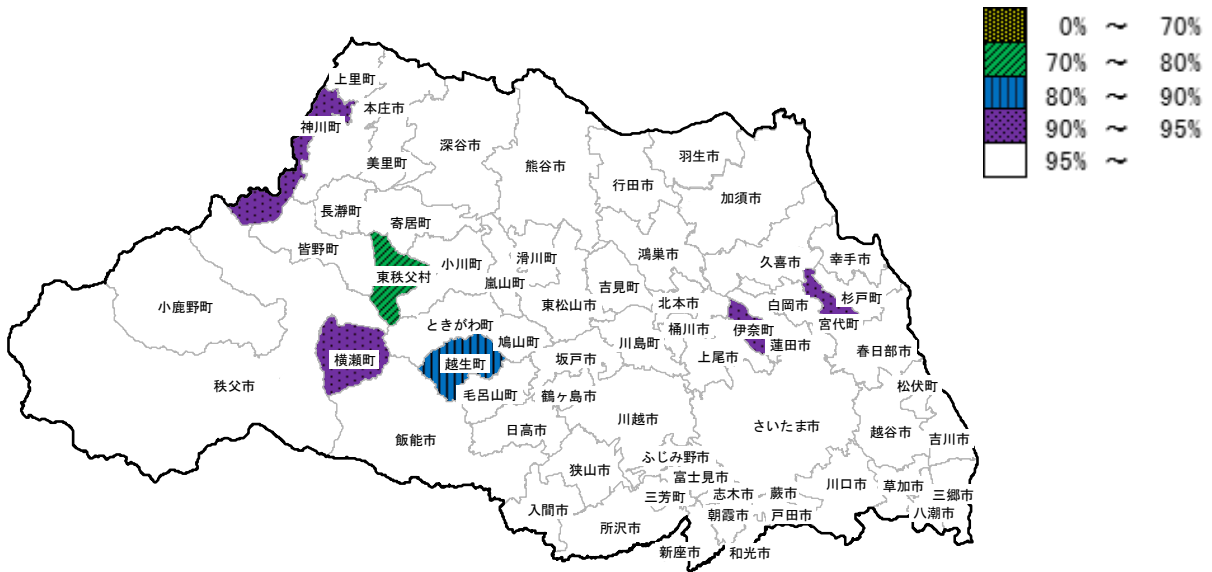 0% ～ 70%
70% ～ 80%
80% ～ 90%
90% ～ 95%
95% ～
上里町
本庄市
神川町
美里町
深谷市
熊谷市
行田市
羽生市
加須市
長瀞町
寄居町
皆野町
東秩父村
小川町
嵐山町
滑川町
東松山市
吉見町
鴻巣市
北本市
久喜市
幸手市
小鹿野町
ときがわ町
鳩山町
川島町
桶川市
伊奈町
白岡市
杉戸町
宮代町
蓮田市
上尾市
春日部市
秩父市
横瀬町
越生町
毛呂山町
坂戸市
鶴ヶ島市
松伏町
飯能市
日高市
川越市
さいたま市
越谷市
吉川市
狭山市
ふじみ野市
富士見市
三芳町
志木市
蕨市
川口市
草加市
三郷市
八潮市
入間市
所沢市
朝霞市
戸田市
新座市
和光市